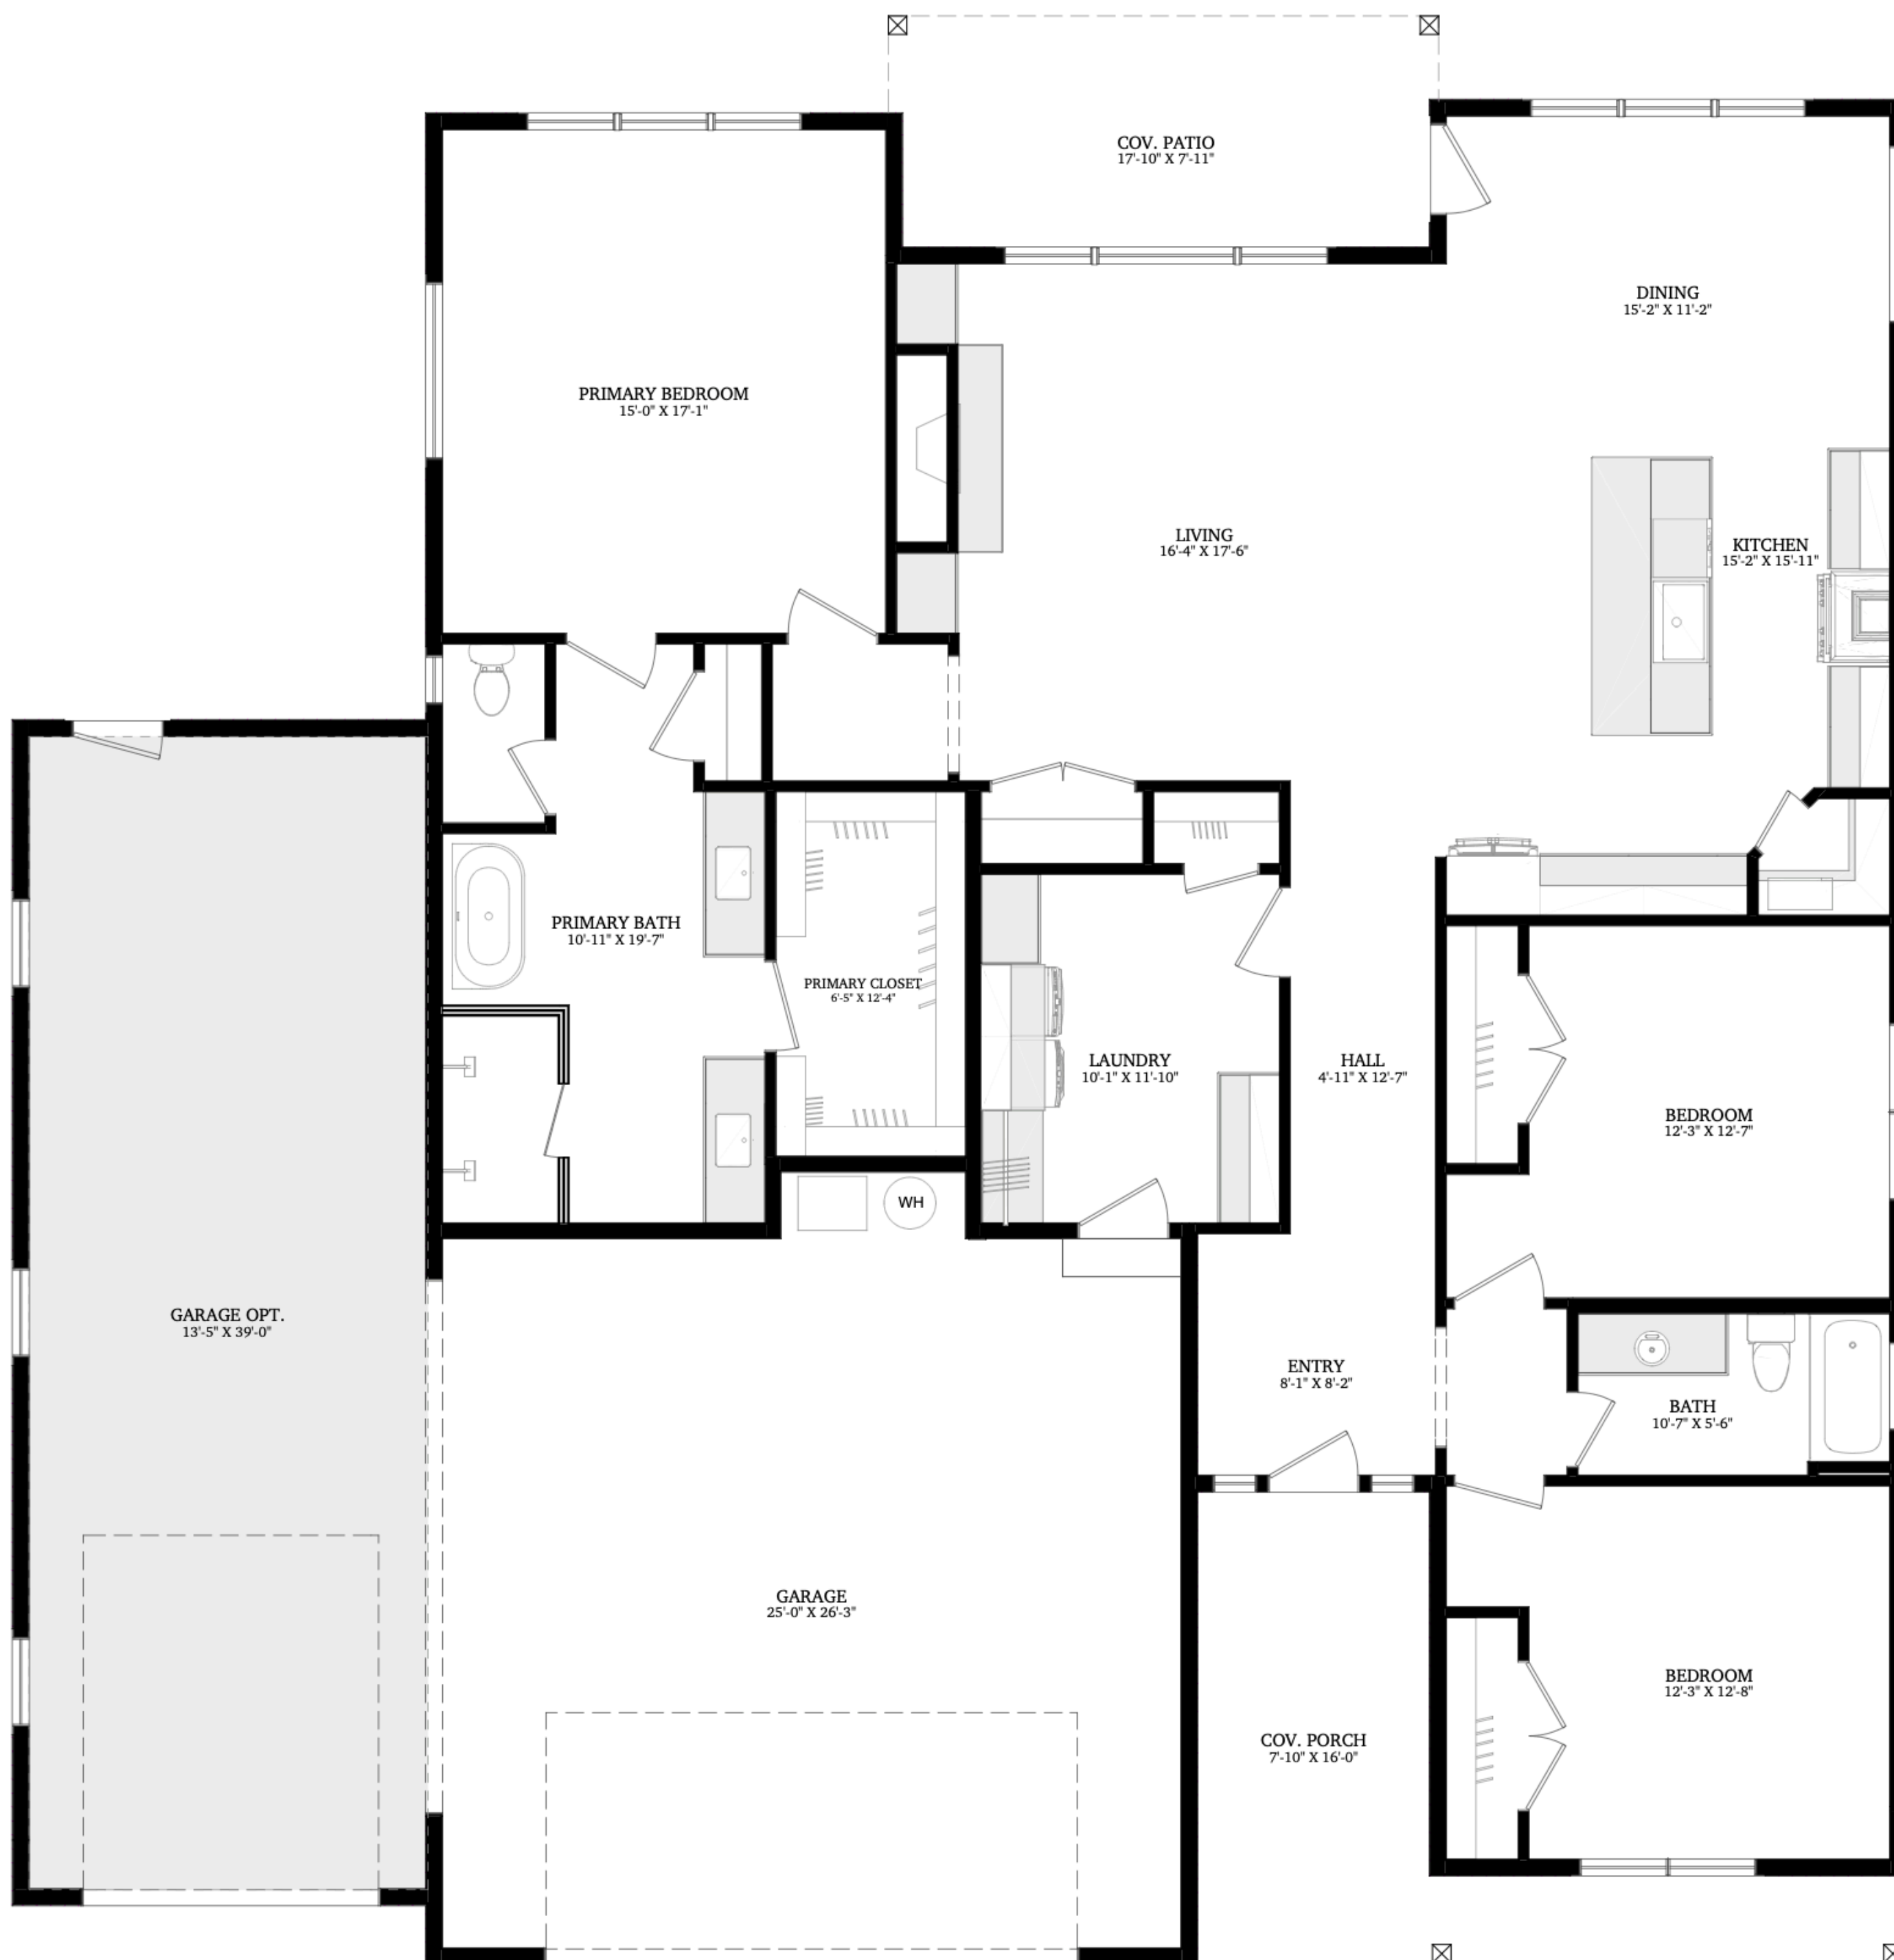 COV. PATIO
17'-10" X 7'-11"
DINING
15'-2" X 11'-2"
PRIMARY BEDROOM
15'-0" X 17'-1"
LIVING
16'-4" X 17'-6"
KITCHEN
15'-2" X 15'-11"
PRIMARY BATH
10'-11" X 19'-7"
PRIMARY CLOSET
6'-5" X 12'-4"
LAUNDRY
10'-1" X 11'-10"
HALL
4'-11" X 12'-7"
BEDROOM
12'-3" X 12'-7"
WH
GARAGE OPT.
13'-5" X 39'-0"
ENTRY
8'-1" X 8'-2"
BATH
10'-7" X 5'-6"
GARAGE
25'-0" X 26'-3"
BEDROOM
12'-3" X 12'-8"
COV. PORCH
7'-10" X 16'-0"